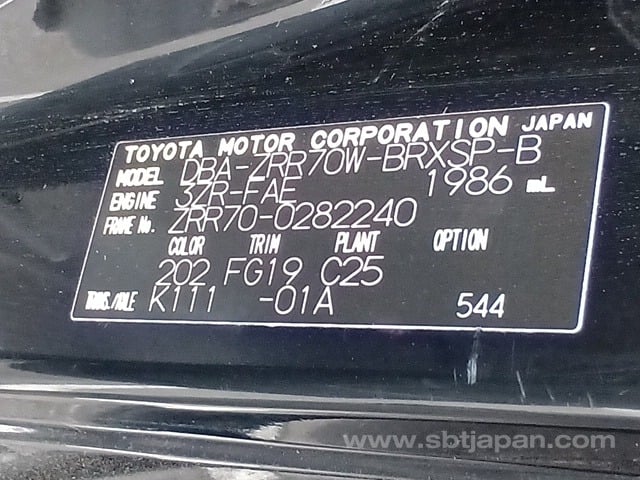 TOYOTA MOTOR CORPORATION JAPAN
MODEL DBA-ZRR70W-BRXSP-B
ENGINE 3ZR-FAE 1986 mL
FRAME No. ZRR70-0282240
COLOR TRIM PLANT OPTION
202 FG19 C25
TRANS./AXLE K111 -01A 544
www.sbtjapan.com